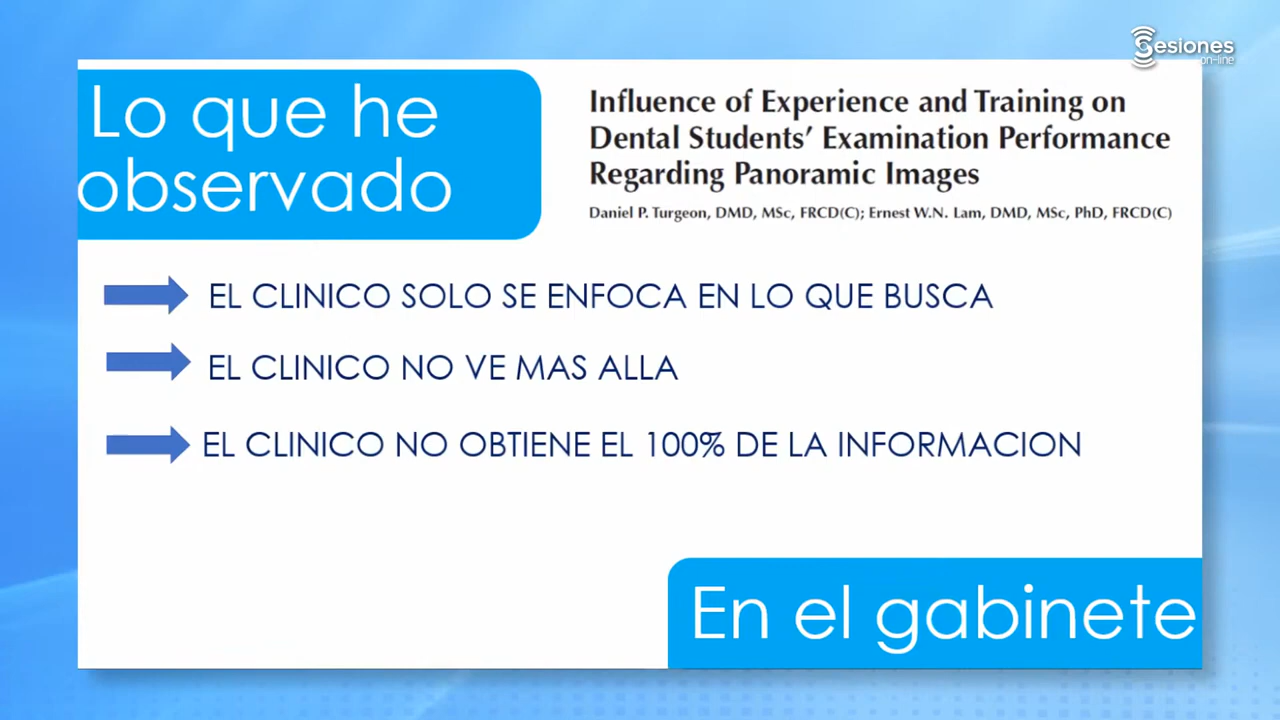 Sesiones
on-line
Lo que he
observado
Influence of Experience and Training on
Dental Students' Examination Performance
Regarding Panoramic Images
Daniel P. Turgeon, DMD, MSc, FRCD(C); Ernest W.N. Lam, DMD, MSc, PhD, FRCD(C)
EL CLINICO SOLO SE ENFOCA EN LO QUE BUSCA
EL CLINICO NO VE MAS ALLA
EL CLINICO NO OBTIENE EL 100% DE LA INFORMACION
En el gabinete